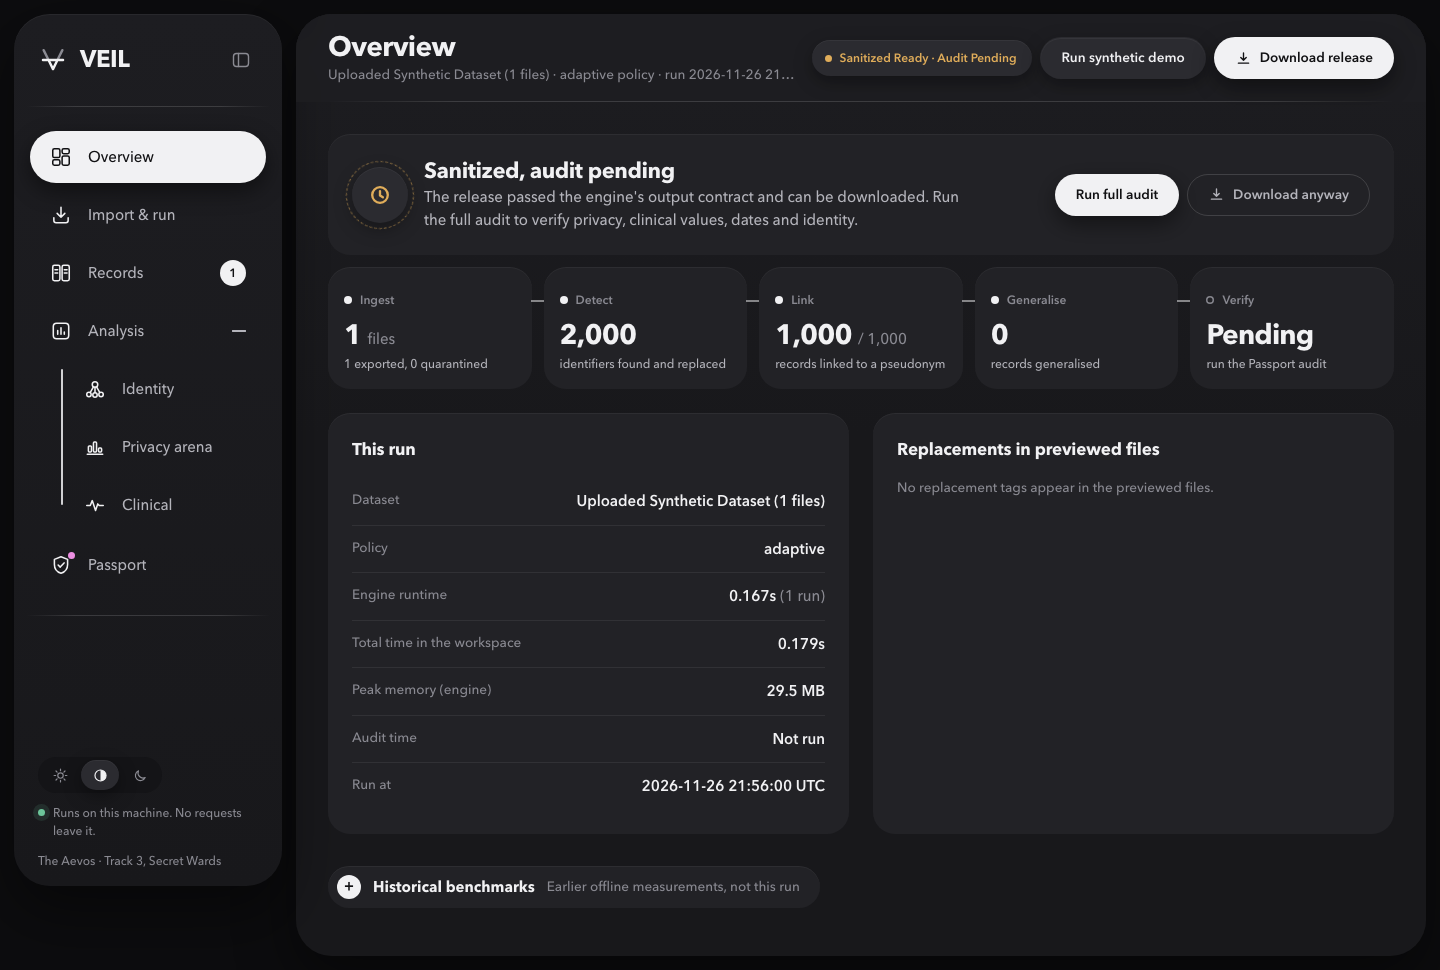 VEIL
Overview
Import & run
Records
1
Analysis
Identity
Privacy arena
Clinical
Passport
Runs on this machine. No requests
leave it.
The Aevos · Track 3, Secret Wards
Overview
Uploaded Synthetic Dataset (1 files) · adaptive policy · run 2026-11-26 21...
Sanitized Ready · Audit Pending
Run synthetic demo
Download release
Sanitized, audit pending
The release passed the engine's output contract and can be downloaded. Run
the full audit to verify privacy, clinical values, dates and identity.
Run full audit
Download anyway
Ingest
1 files
1 exported, 0 quarantined
Detect
2,000
identifiers found and replaced
Link
1,000 / 1,000
records linked to a pseudonym
Generalise
0
records generalised
Verify
Pending
run the Passport audit
This run
Dataset Uploaded Synthetic Dataset (1 files)
Policy adaptive
Engine runtime 0.167s (1 run)
Total time in the workspace 0.179s
Peak memory (engine) 29.5 MB
Audit time Not run
Run at 2026-11-26 21:56:00 UTC
Replacements in previewed files
No replacement tags appear in the previewed files.
Historical benchmarks Earlier offline measurements, not this run